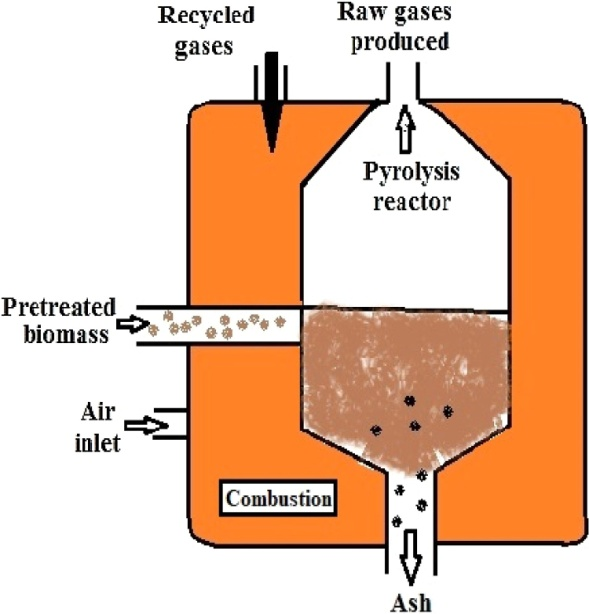 Recycled
gases
Raw gases
produced
Pyrolysis
reactor
Pretreated
biomass
Air
inlet
Combustion
Ash